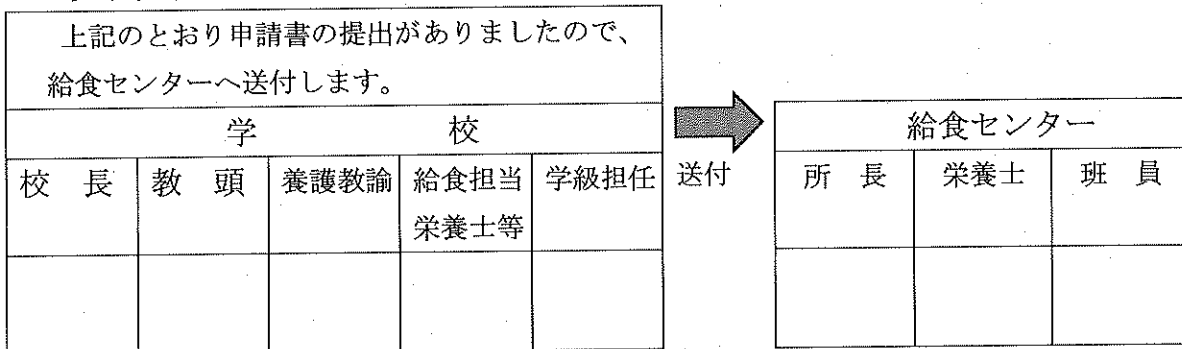 上記のとおり申請書の提出がありましたので、
給食センターへ送付します。
学 校
校 長 教 頭 養護教諭 給食担当 学級担任
栄養士等
送付
給食センター
所 長 栄養士 班 員